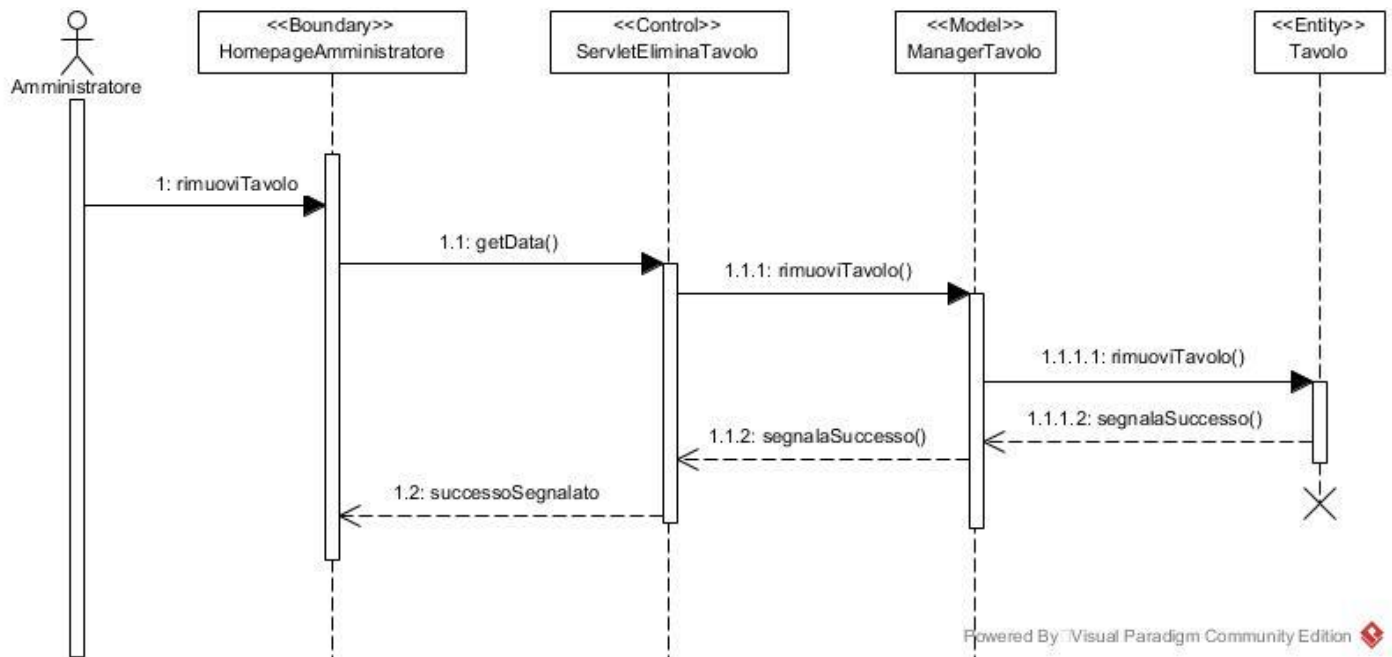 <<Boundary>>
HomepageAmministratore
<<Control>>
ServletEliminaTavolo
<<Model>>
ManagerTavolo
<<Entity>>
Tavolo
Amministratore
1: rimuoviTavolo
1.1: getData()
1.1.1: rimuoviTavolo()
1.1.1.1: rimuoviTavolo()
1.1.1.2: segnalaSuccesso()
1.1.2: segnalaSuccesso()
1.2: successoSegnalato
Powered By Visual Paradigm Community Edition